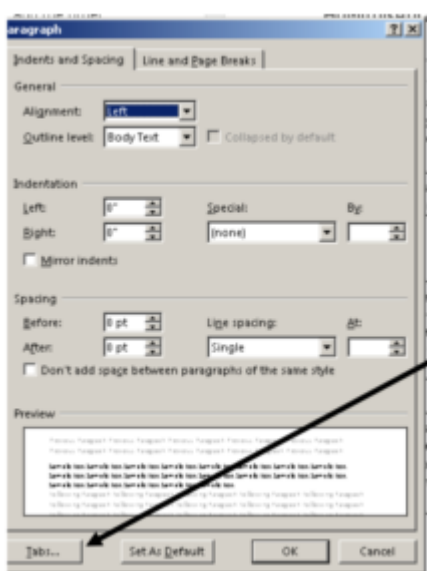 aragraph
Indents and Spacing Line and Page Breaks
General
Alignment: Left
Outline level: Body Text Collapsed by default
Indentation
Left: 0" Special: By:
Right: 0" (none)
Mirror indents
Spacing
Before: 0 pt Line spacing: At:
After: 0 pt Single
Don't add space between paragraphs of the same style
Preview
Tabs... Set As Default OK Cancel